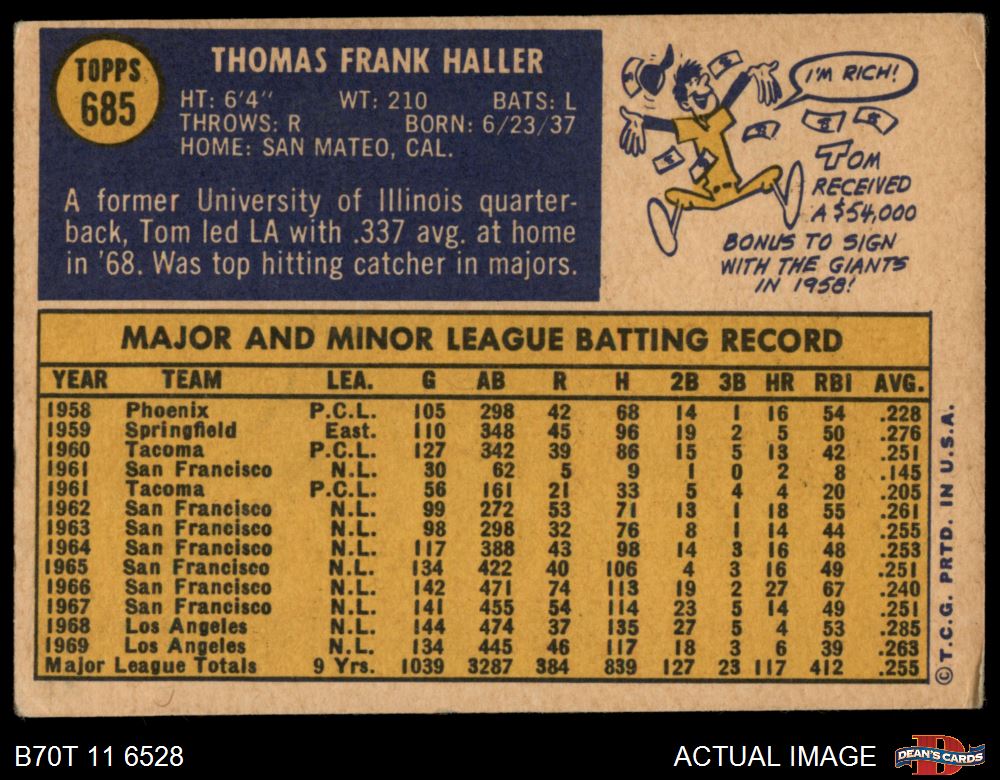 TOPPS
685
THOMAS FRANK HALLER
HT: 6'4" WT: 210 BATS: L
THROWS: R BORN: 6/23/37
HOME: SAN MATEO, CAL.
A former University of Illinois quarter-
back, Tom led LA with .337 avg. at home
in '68. Was top hitting catcher in majors.
I'M RICH!
TOM
RECEIVED
A $54,000
BONUS TO SIGN
WITH THE GIANTS
IN 1958!
MAJOR AND MINOR LEAGUE BATTING RECORD
YEAR TEAM LEA. G AB R H 2B 3B HR RBI AVG.
1958 Phoenix P.C.L. 105 298 42 68 14 1 16 54 .228
1959 Springfield East. 110 348 45 96 19 2 5 50 .276
1960 Tacoma P.C.L. 127 342 39 86 15 5 13 42 .251
1961 San Francisco N.L. 30 62 5 9 1 0 2 8 .145
1961 Tacoma P.C.L. 56 161 21 33 5 4 4 20 .205
1962 San Francisco N.L. 99 272 53 71 13 1 18 55 .261
1963 San Francisco N.L. 98 298 32 76 8 1 14 44 .255
1964 San Francisco N.L. 117 388 43 98 14 3 16 48 .253
1965 San Francisco N.L. 134 422 40 106 4 3 16 49 .251
1966 San Francisco N.L. 142 471 74 113 19 2 27 67 .240
1967 San Francisco N.L. 141 455 54 114 23 5 14 49 .251
1968 Los Angeles N.L. 144 474 37 135 27 5 4 53 .285
1969 Los Angeles N.L. 134 445 46 117 18 3 6 39 .263
Major League Totals 9 Yrs. 1039 3287 384 839 127 23 117 412 .255
© T.C.G. PRTD. IN U.S.A.
B70T 11 6528
ACTUAL IMAGE
D
DEAN'S CARDS